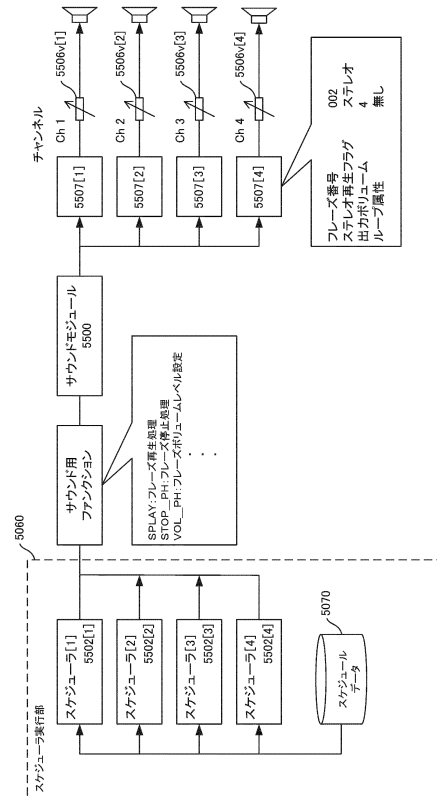 スケジューラ実行部
5060
スケジューラ[1]
5502[1]
スケジューラ[2]
5502[2]
スケジューラ[3]
5502[3]
スケジューラ[4]
5502[4]
5070
スケジュール
データ
サウンド用
ファンクション
SPLAY:フレーズ再生処理
STOP__PH:フレーズ停止処理
VOL__PH:フレーズボリュームレベル設定
・・・
サウンドモジュール
5500
チャンネル
5507[1]
Ch 1
5506v[1]
5507[2]
Ch 2
5506v[2]
5507[3]
Ch 3
5506v[3]
5507[4]
Ch 4
5506v[4]
フレーズ番号 002
ステレオ再生フラグ ステレオ
出力ボリューム 4
ループ属性 無し